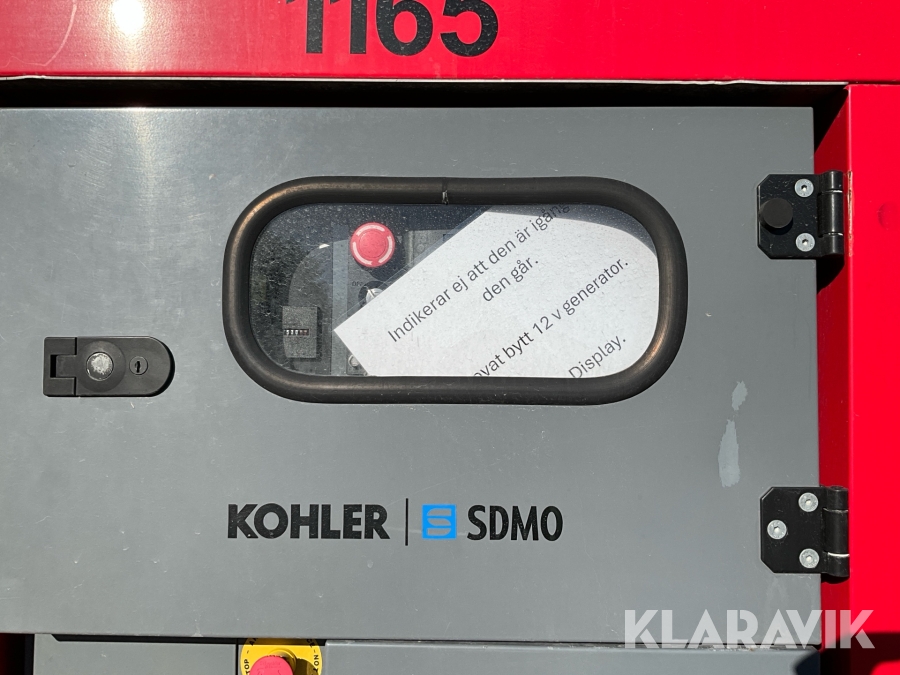 1165
Indikerar ej att den är igång
den går.
bytt 12 v generator.
Display.
KOHLER | SDMO
KLARAVIK